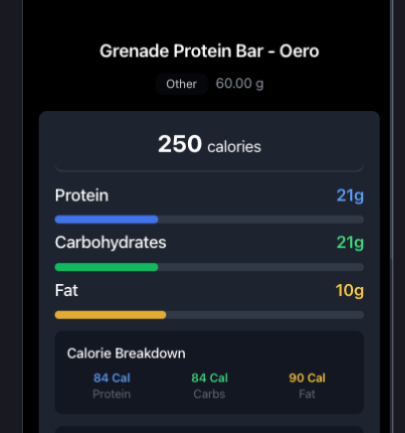 Grenade Protein Bar - Oero
Other 60.00 g
250 calories
Protein 21g
Carbohydrates 21g
Fat 10g
Calorie Breakdown
84 Cal 84 Cal 90 Cal
Protein Carbs Fat